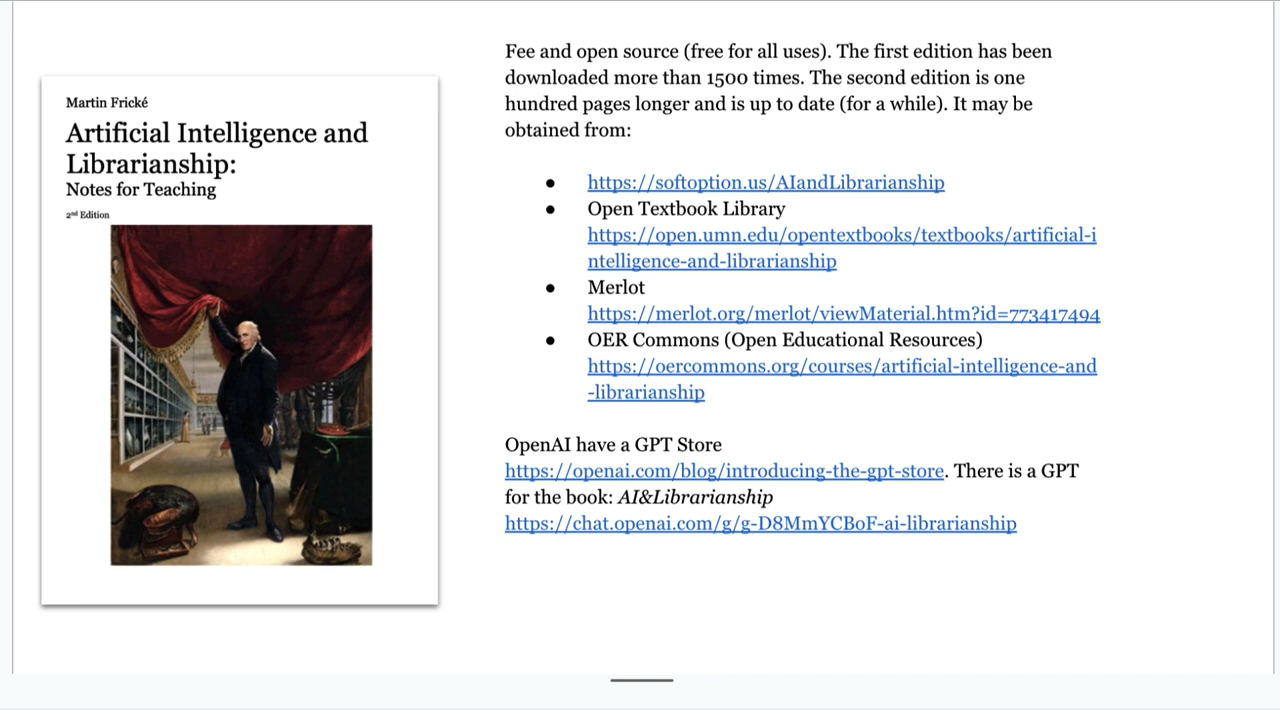 Martin Frické
Artificial Intelligence and
Librarianship:
Notes for Teaching
2nd Edition
Fee and open source (free for all uses). The first edition has been
downloaded more than 1500 times. The second edition is one
hundred pages longer and is up to date (for a while). It may be
obtained from:
● https://softoption.us/AIandLibrarianship
● Open Textbook Library
https://open.umn.edu/opentextbooks/textbooks/artificial-i
ntelligence-and-librarianship
● Merlot
https://merlot.org/merlot/viewMaterial.htm?id=773417494
● OER Commons (Open Educational Resources)
https://oercommons.org/courses/artificial-intelligence-and
-librarianship
OpenAI have a GPT Store
https://openai.com/blog/introducing-the-gpt-store. There is a GPT
for the book: AI&Librarianship
https://chat.openai.com/g/g-D8MmYCBoF-ai-librarianship